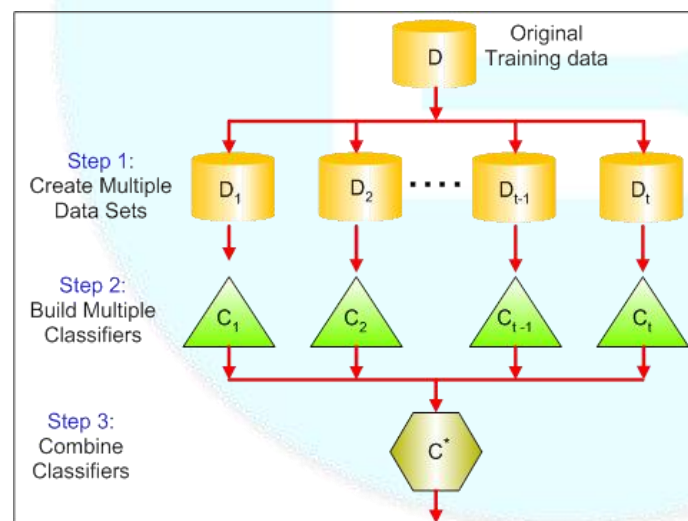 D
Original
Training data
Step 1:
Create Multiple
Data Sets
D₁
D₂
....
Dₜ₋₁
Dₜ
Step 2:
Build Multiple
Classifiers
C₁
C₂
Cₜ₋₁
Cₜ
Step 3:
Combine
Classifiers
C*